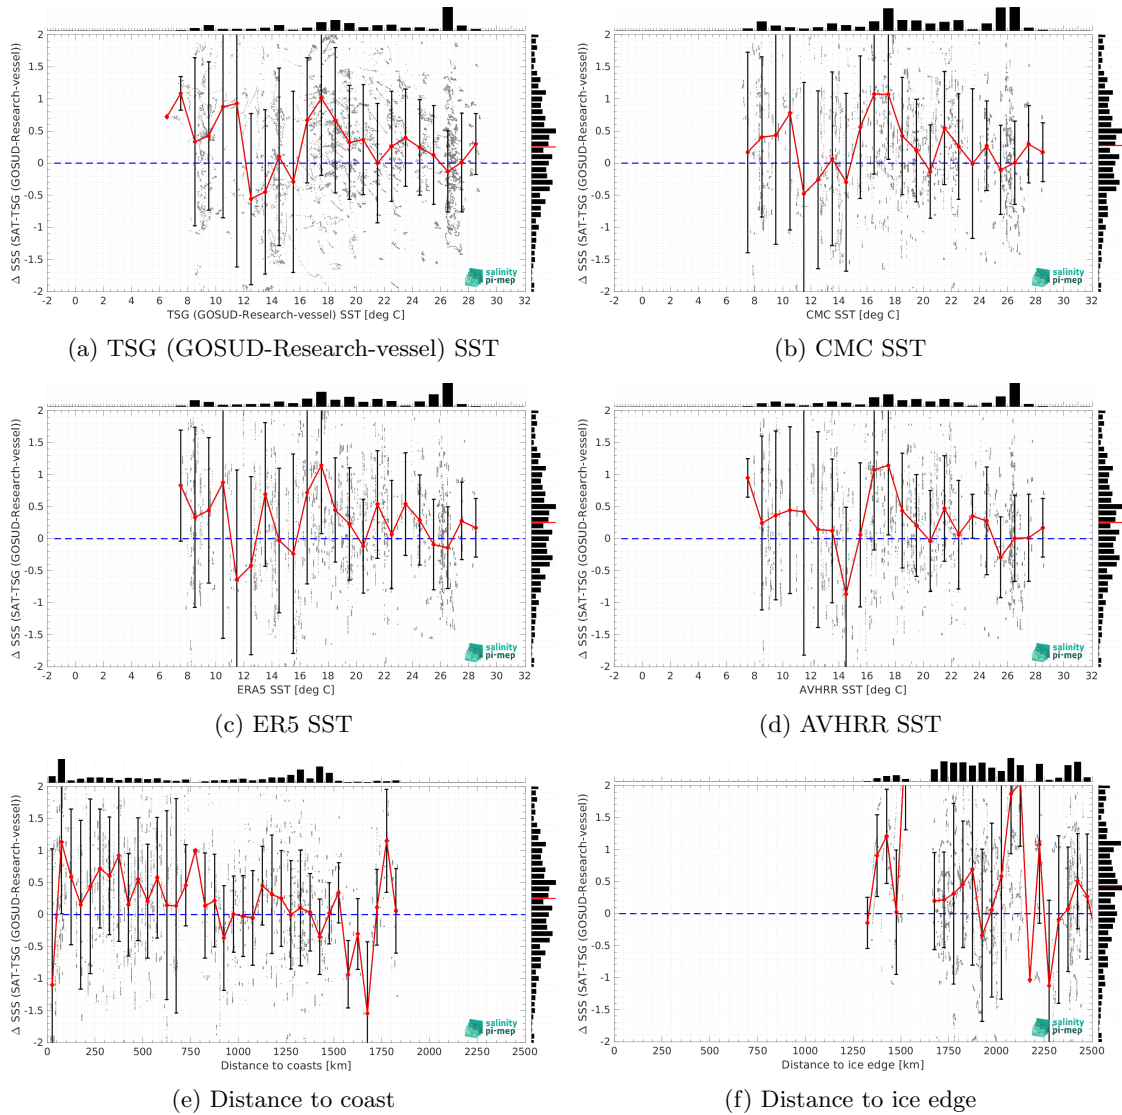 2
1.5
1
0.5
0
-0.5
-1
-1.5
-2
Δ SSS (SAT-TSG (GOSUD-Research-vessel))
-2 0 2 4 6 8 10 12 14 16 18 20 22 24 26 28 30 32
TSG (GOSUD-Research-vessel) SST [deg C]
salinity
pi-mep
(a) TSG (GOSUD-Research-vessel) SST
2
1.5
1
0.5
0
-0.5
-1
-1.5
-2
Δ SSS (SAT-TSG (GOSUD-Research-vessel))
-2 0 2 4 6 8 10 12 14 16 18 20 22 24 26 28 30 32
CMC SST [deg C]
salinity
pi-mep
(b) CMC SST
2
1.5
1
0.5
0
-0.5
-1
-1.5
-2
Δ SSS (SAT-TSG (GOSUD-Research-vessel))
-2 0 2 4 6 8 10 12 14 16 18 20 22 24 26 28 30 32
ERA5 SST [deg C]
salinity
pi-mep
(c) ER5 SST
2
1.5
1
0.5
0
-0.5
-1
-1.5
-2
Δ SSS (SAT-TSG (GOSUD-Research-vessel))
-2 0 2 4 6 8 10 12 14 16 18 20 22 24 26 28 30 32
AVHRR SST [deg C]
salinity
pi-mep
(d) AVHRR SST
2
1.5
1
0.5
0
-0.5
-1
-1.5
-2
Δ SSS (SAT-TSG (GOSUD-Research-vessel))
0 250 500 750 1000 1250 1500 1750 2000 2250 2500
Distance to coasts [km]
salinity
pi-mep
(e) Distance to coast
2
1.5
1
0.5
0
-0.5
-1
-1.5
-2
Δ SSS (SAT-TSG (GOSUD-Research-vessel))
0 250 500 750 1000 1250 1500 1750 2000 2250 2500
Distance to ice edge [km]
salinity
pi-mep
(f) Distance to ice edge